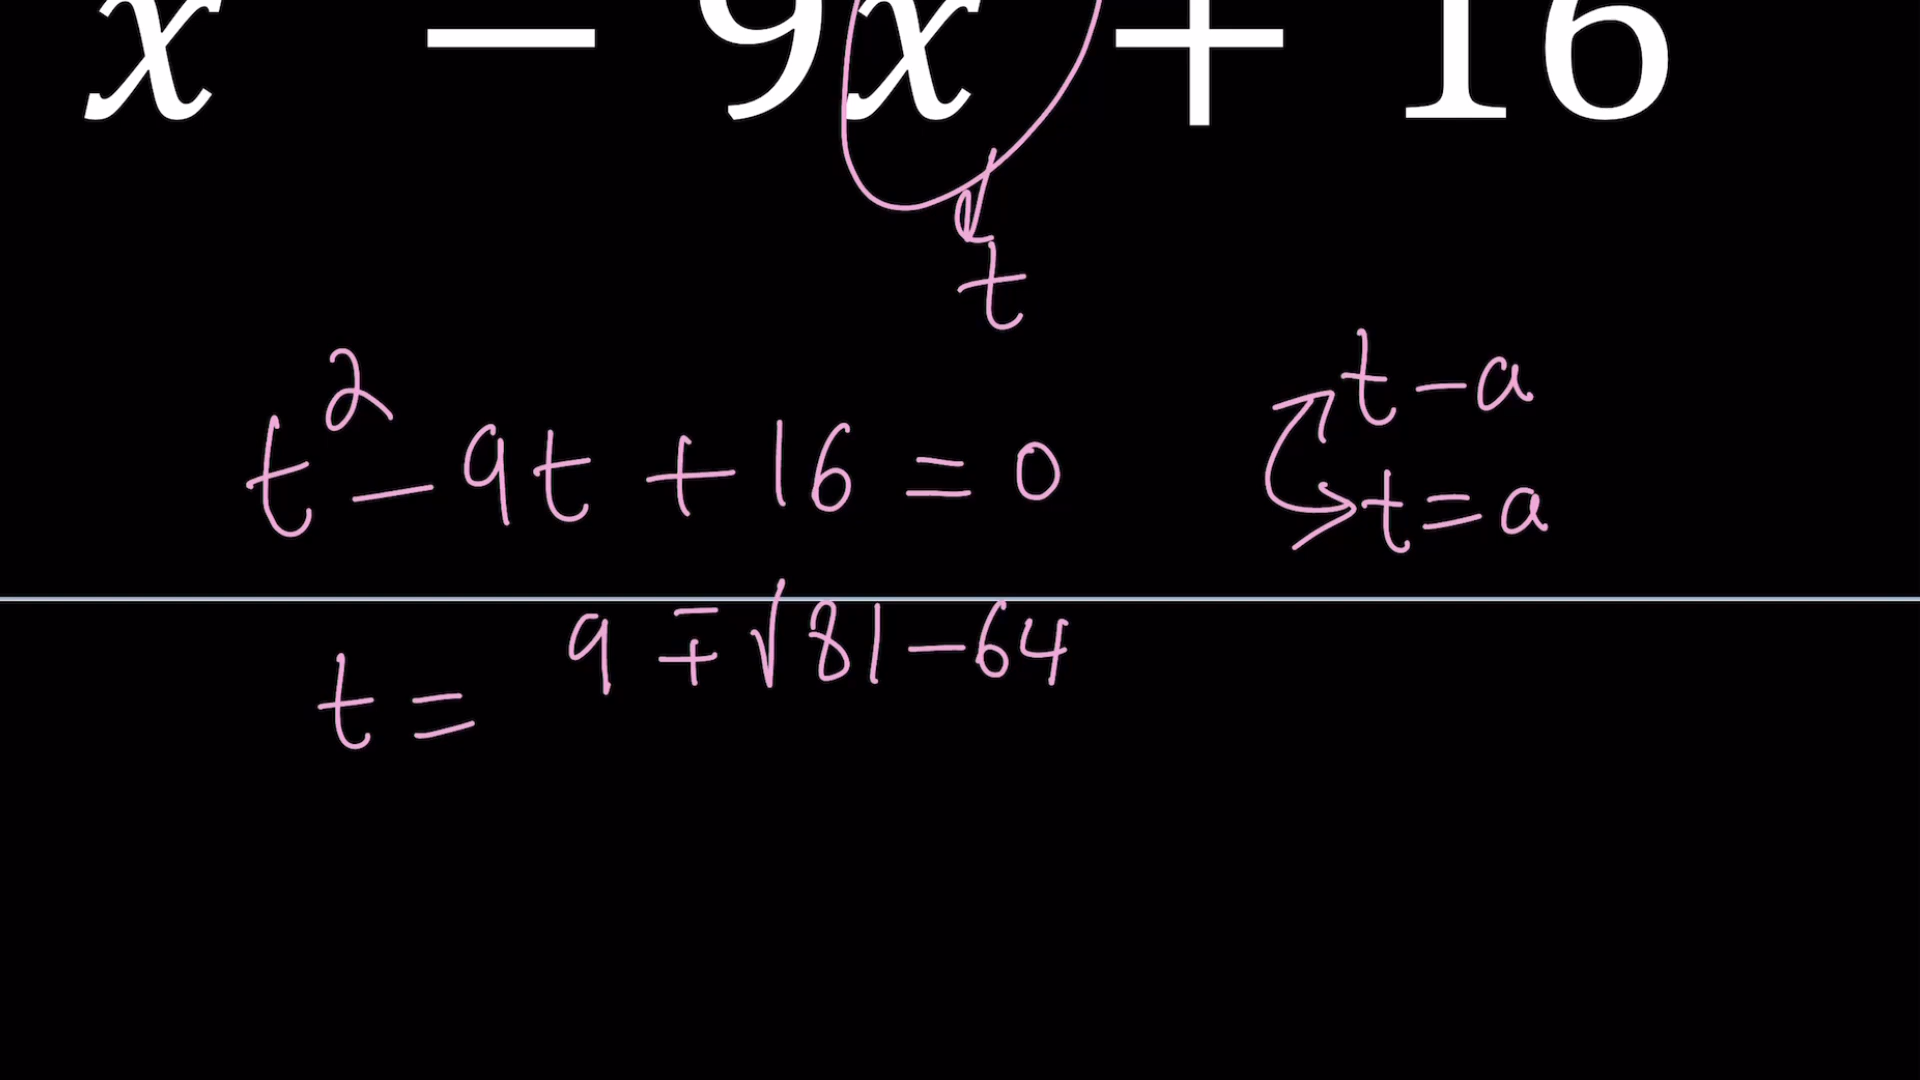 x − 9x + 16
t
t² − 9t + 16 = 0
t − a
t = a
t = 9 ∓ √81 − 64